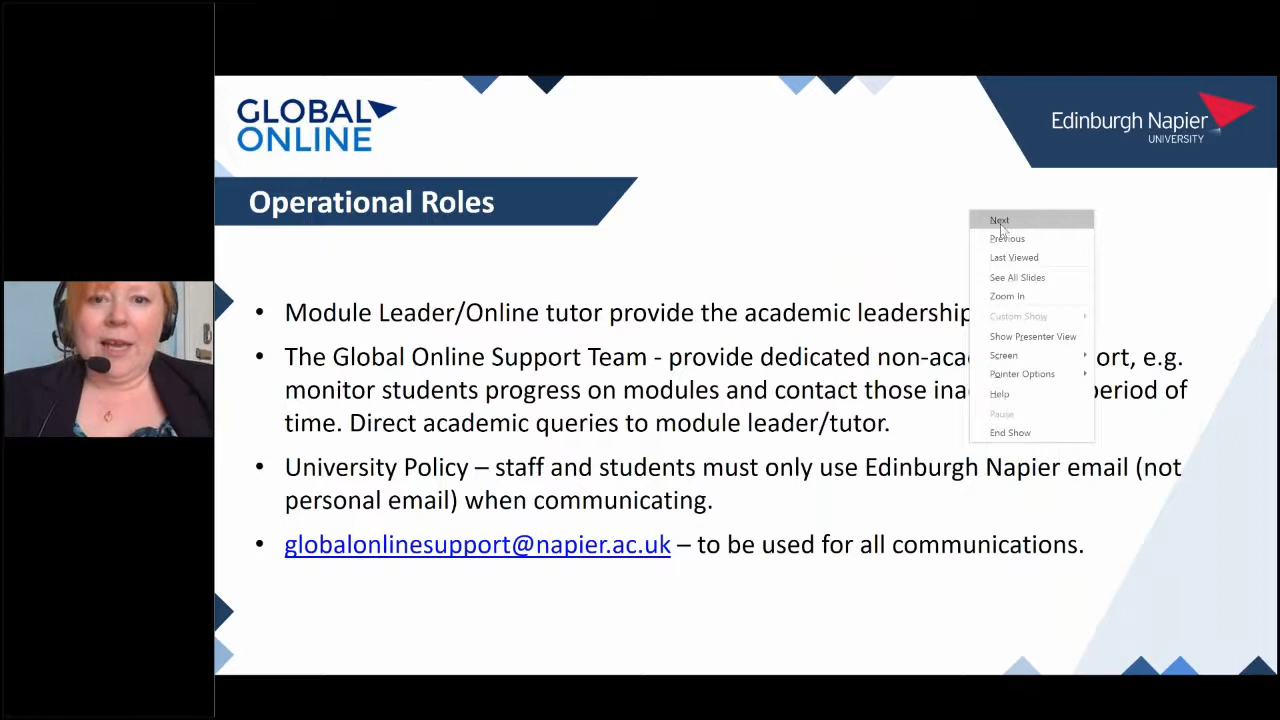 GLOBAL
ONLINE
Edinburgh Napier
UNIVERSITY
Operational Roles
• Module Leader/Online tutor provide the academic leadership
• The Global Online Support Team - provide dedicated non-aca ort, e.g.
monitor students progress on modules and contact those ina eriod of
time. Direct academic queries to module leader/tutor.
• University Policy – staff and students must only use Edinburgh Napier email (not
personal email) when communicating.
• globalonlinesupport@napier.ac.uk – to be used for all communications.
Next
Previous
Last Viewed
See All Slides
Zoom In
Custom Show
Show Presenter View
Screen
Pointer Options
Help
Pause
End Show